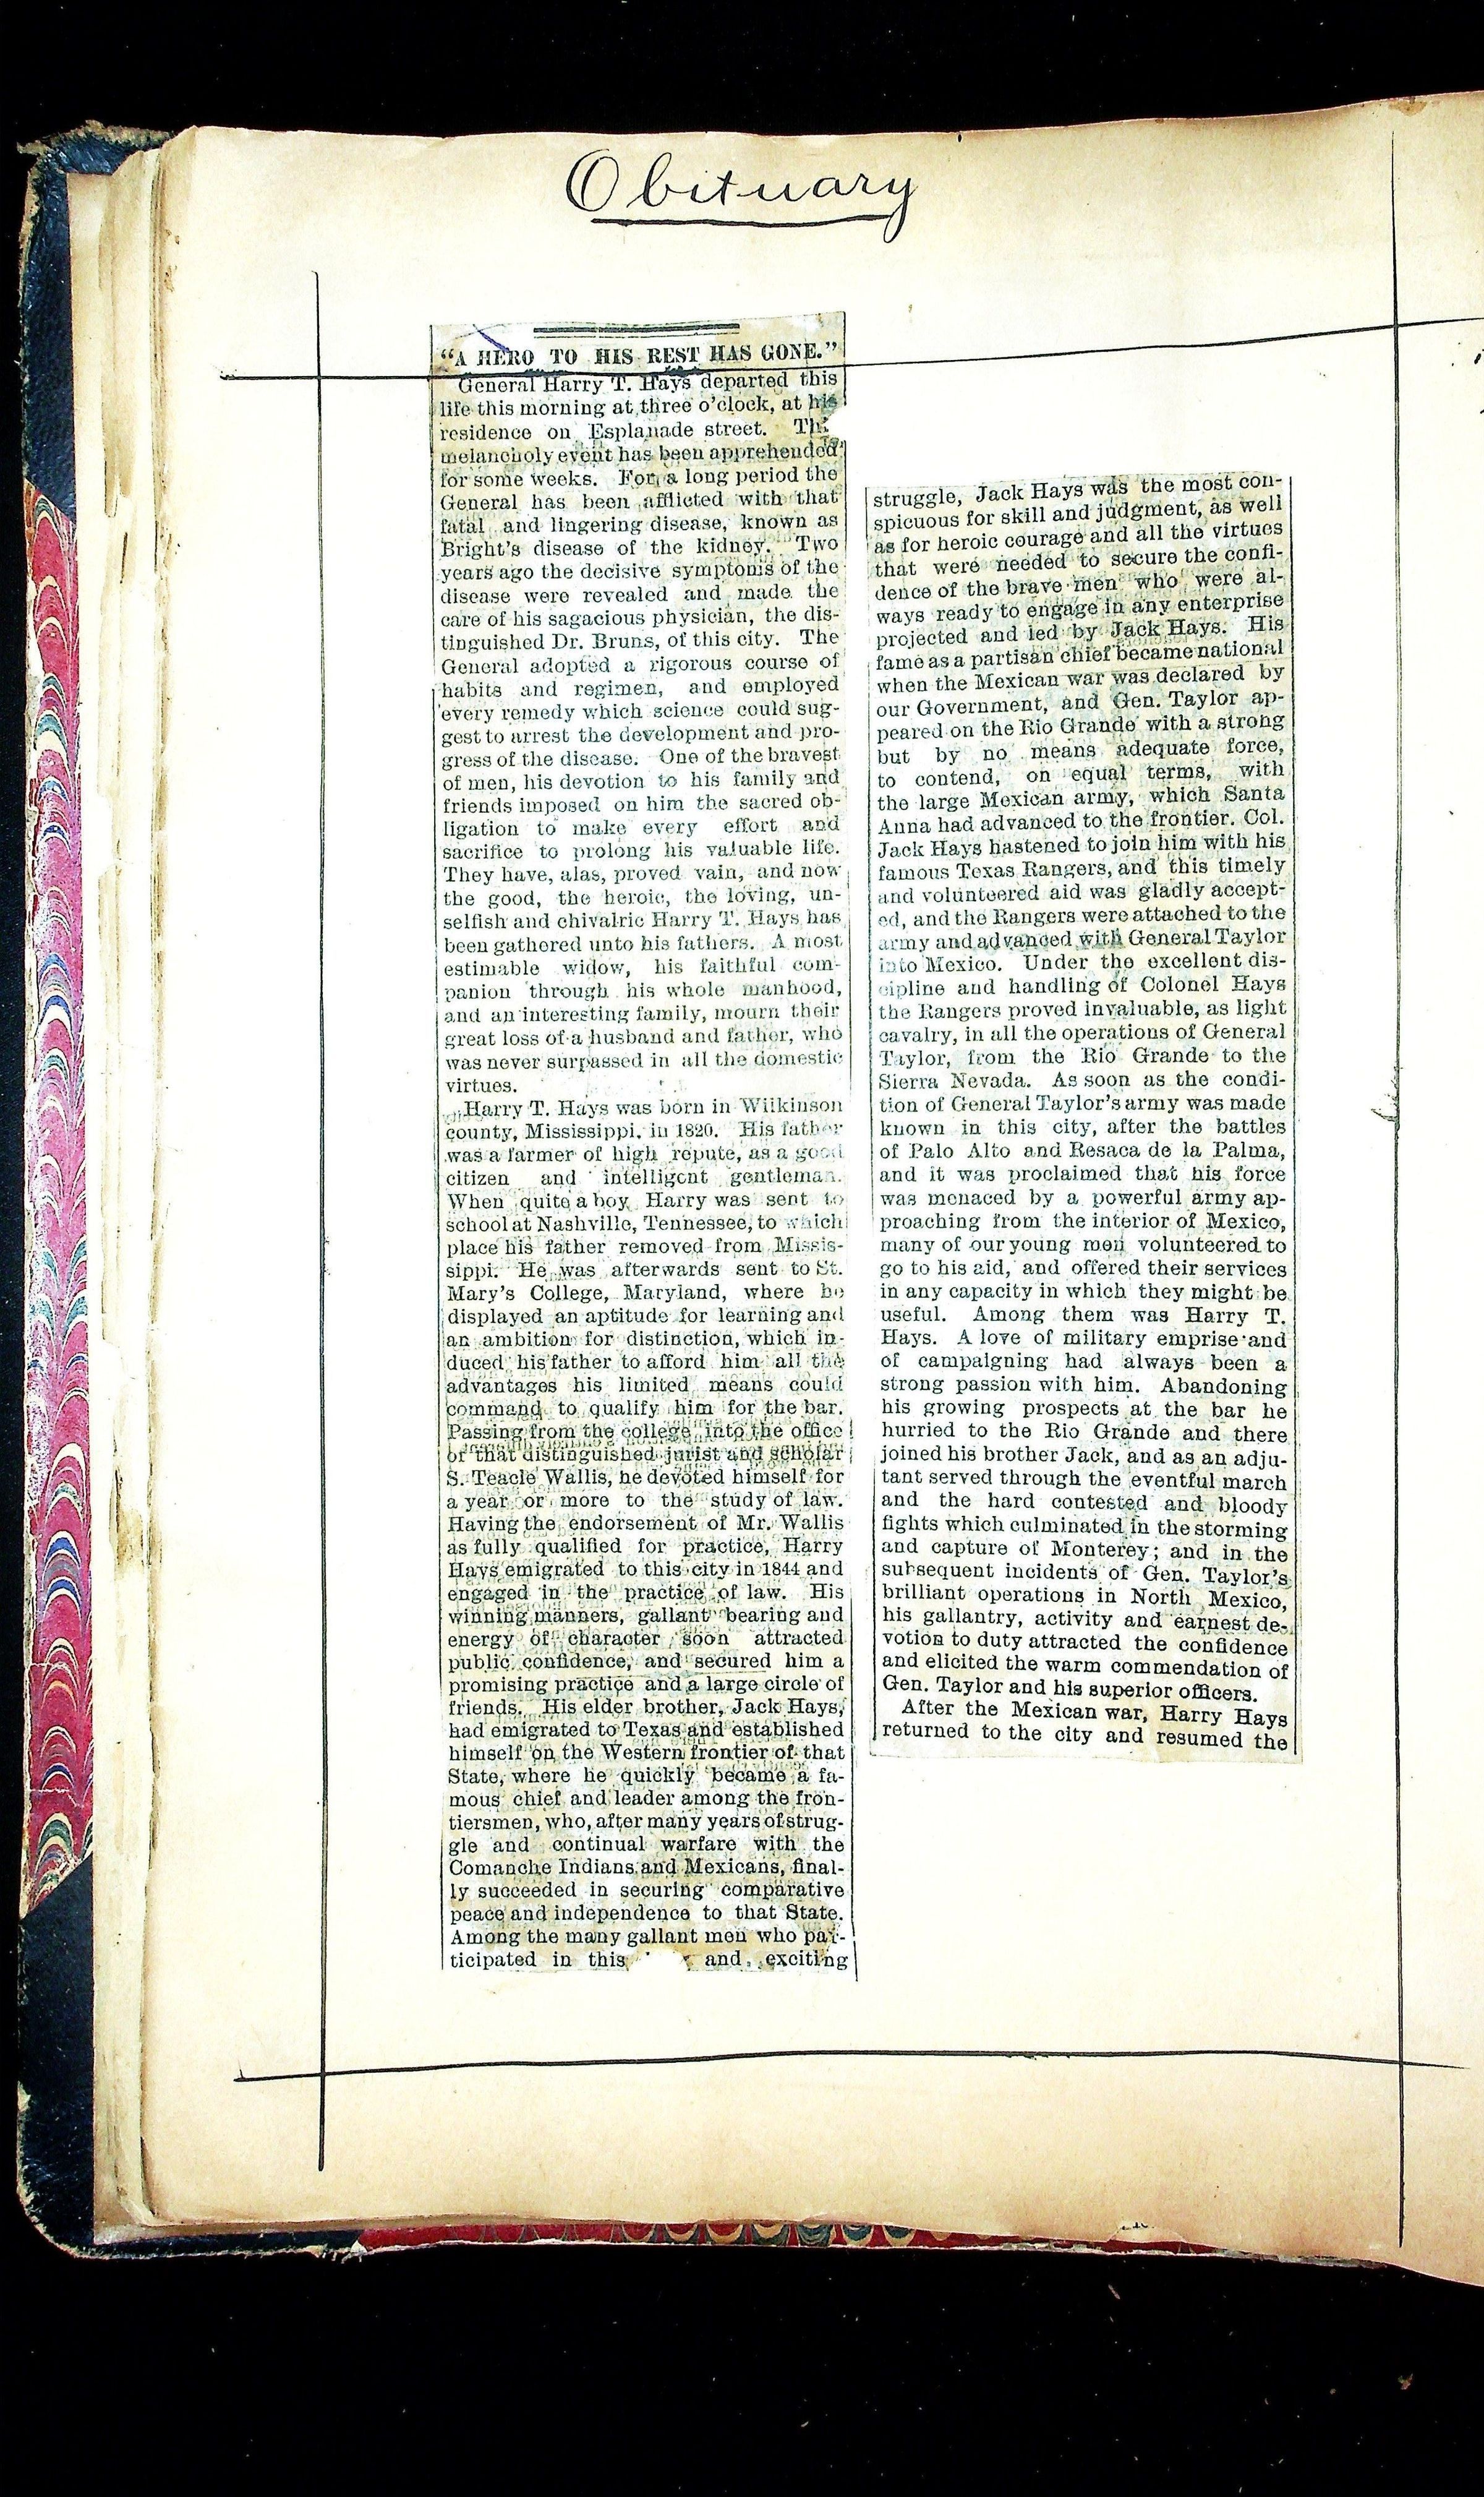 Obituary
"A HERO TO HIS REST HAS GONE."
General Harry T. Hays departed this
life this morning at three o'clock, at his
residence on Esplanade street.
melancholy event has been apprehended
for some weeks. For a long period the
General has been afflicted with that
fatal and lingering disease, known as
Bright's disease of the kidney. Two
years ago the decisive symptoms of the
disease were revealed and made the
care of his sagacious physician, the dis-
tinguished Dr. Bruns, of this city. The
General adopted a rigorous course of
habits and regimen, and employed
every remedy which science could sug-
gest to arrest the development and pro-
gress of the disease. One of the bravest
of men, his devotion to his family and
friends imposed on him the sacred ob-
ligation to make every effort and
sacrifice to prolong his valuable life.
They have, alas, proved vain, and now
the good, the heroic, the loving, un-
selfish and chivalric Harry T. Hays has
been gathered unto his fathers. A most
estimable widow, his faithful com-
panion through his whole manhood,
and an interesting family, mourn their
great loss of a husband and father, who
was never surpassed in all the domestic
virtues.
Harry T. Hays was born in Wilkinson
county, Mississippi, in 1820. His father
was a farmer of high repute, as a good
citizen and intelligent gentleman.
When quite a boy Harry was sent to
school at Nashville, Tennessee, to which
place his father removed from Missis-
sippi. He was afterwards sent to St.
Mary's College, Maryland, where he
displayed an aptitude for learning and
an ambition for distinction, which in-
duced his father to afford him all the
advantages his limited means could
command to qualify him for the bar.
Passing from the college into the office
of that distinguished jurist and scholar
S. Teacle Wallis, he devoted himself for
a year or more to the study of law.
Having the endorsement of Mr. Wallis
as fully qualified for practice, Harry
Hays emigrated to this city in 1844 and
engaged in the practice of law. His
winning manners, gallant bearing and
energy of character soon attracted
public confidence, and secured him a
promising practice and a large circle of
friends. His elder brother, Jack Hays,
had emigrated to Texas and established
himself on the Western frontier of that
State, where he quickly became a fa-
mous chief and leader among the fron-
tiersmen, who, after many years of strug-
gle and continual warfare with the
Comanche Indians and Mexicans, final-
ly succeeded in securing comparative
peace and independence to that State.
Among the many gallant men who par-
ticipated in this and exciting
struggle, Jack Hays was the most con-
spicuous for skill and judgment, as well
as for heroic courage and all the virtues
that were needed to secure the confi-
dence of the brave men who were al-
ways ready to engage in any enterprise
projected and led by Jack Hays. His
fame as a partisan chief became national
when the Mexican war was declared by
our Government, and Gen. Taylor ap-
peared on the Rio Grande with a strong
but by no means adequate force,
to contend, on equal terms, with
the large Mexican army, which Santa
Anna had advanced to the frontier. Col.
Jack Hays hastened to join him with his
famous Texas Rangers, and this timely
and volunteered aid was gladly accept-
ed, and the Rangers were attached to the
army and advanced with General Taylor
into Mexico. Under the excellent dis-
cipline and handling of Colonel Hays
the Rangers proved invaluable, as light
cavalry, in all the operations of General
Taylor, from the Rio Grande to the
Sierra Nevada. As soon as the condi-
tion of General Taylor's army was made
known in this city, after the battles
of Palo Alto and Resaca de la Palma,
and it was proclaimed that his force
was menaced by a powerful army ap-
proaching from the interior of Mexico,
many of our young men volunteered to
go to his aid, and offered their services
in any capacity in which they might be
useful. Among them was Harry T.
Hays. A love of military emprise and
of campaigning had always been a
strong passion with him. Abandoning
his growing prospects at the bar he
hurried to the Rio Grande and there
joined his brother Jack, and as an adju-
tant served through the eventful march
and the hard contested and bloody
fights which culminated in the storming
and capture of Monterey; and in the
subsequent incidents of Gen. Taylor's
brilliant operations in North Mexico,
his gallantry, activity and earnest de-
votion to duty attracted the confidence
and elicited the warm commendation of
Gen. Taylor and his superior officers.
After the Mexican war, Harry Hays
returned to the city and resumed the